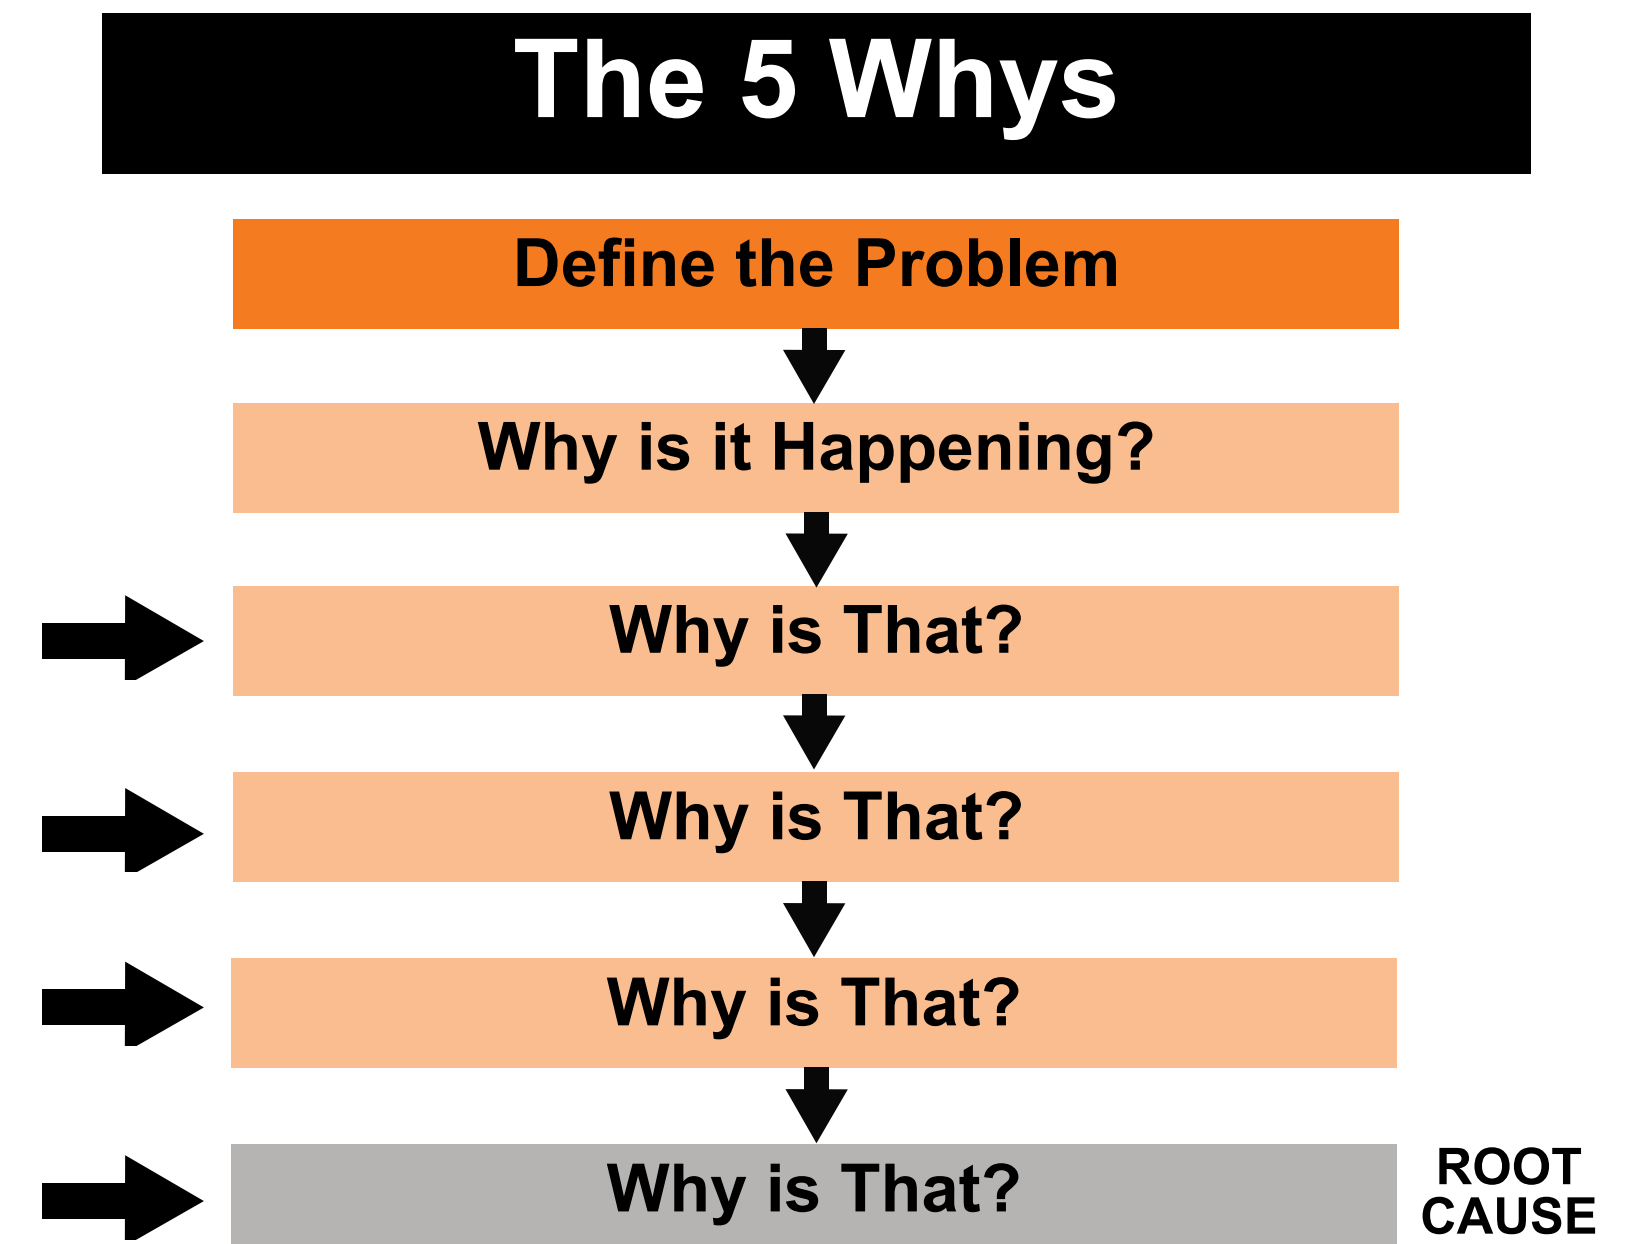 The 5 Whys
Define the Problem
Why is it Happening?
Why is That?
Why is That?
Why is That?
Why is That?
ROOT
CAUSE